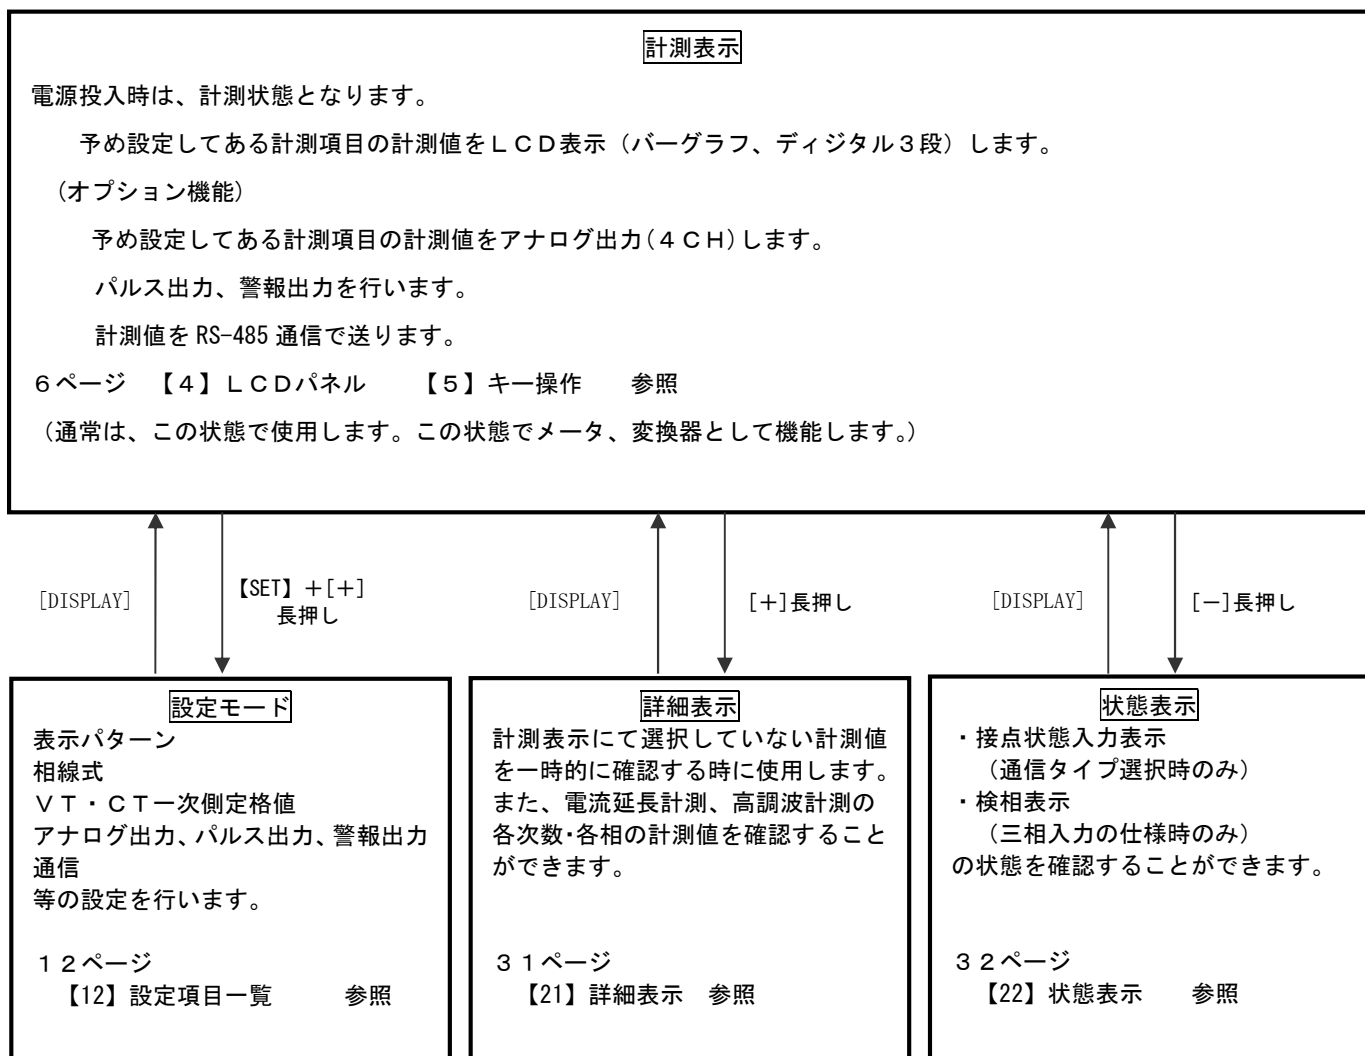 計測表示
電源投入時は、計測状態となります。
予め設定してある計測項目の計測値をＬＣＤ表示（バーグラフ、ディジタル３段）します。
(オプション機能)
予め設定してある計測項目の計測値をアナログ出力(４ＣＨ)します。
パルス出力、警報出力を行います。
計測値を RS-485 通信で送ります。
６ページ　【４】ＬＣＤパネル　　【５】キー操作　　参照
（通常は、この状態で使用します。この状態でメータ、変換器として機能します。）
[DISPLAY]
【SET】＋[＋]
長押し
[DISPLAY]
[＋]長押し
[DISPLAY]
[－]長押し
設定モード
表示パターン
相線式
ＶＴ・ＣＴ一次側定格値
アナログ出力、パルス出力、警報出力
通信
等の設定を行います。
１２ページ
【12】設定項目一覧　　　参照
詳細表示
計測表示にて選択していない計測値
を一時的に確認する時に使用します。
また、電流延長計測、高調波計測の
各次数・各相の計測値を確認すること
ができます。
３１ページ
【21】詳細表示　参照
状態表示
・接点状態入力表示
（通信タイプ選択時のみ）
・検相表示
（三相入力の仕様時のみ）
の状態を確認することができます。
３２ページ
【22】状態表示　　参照